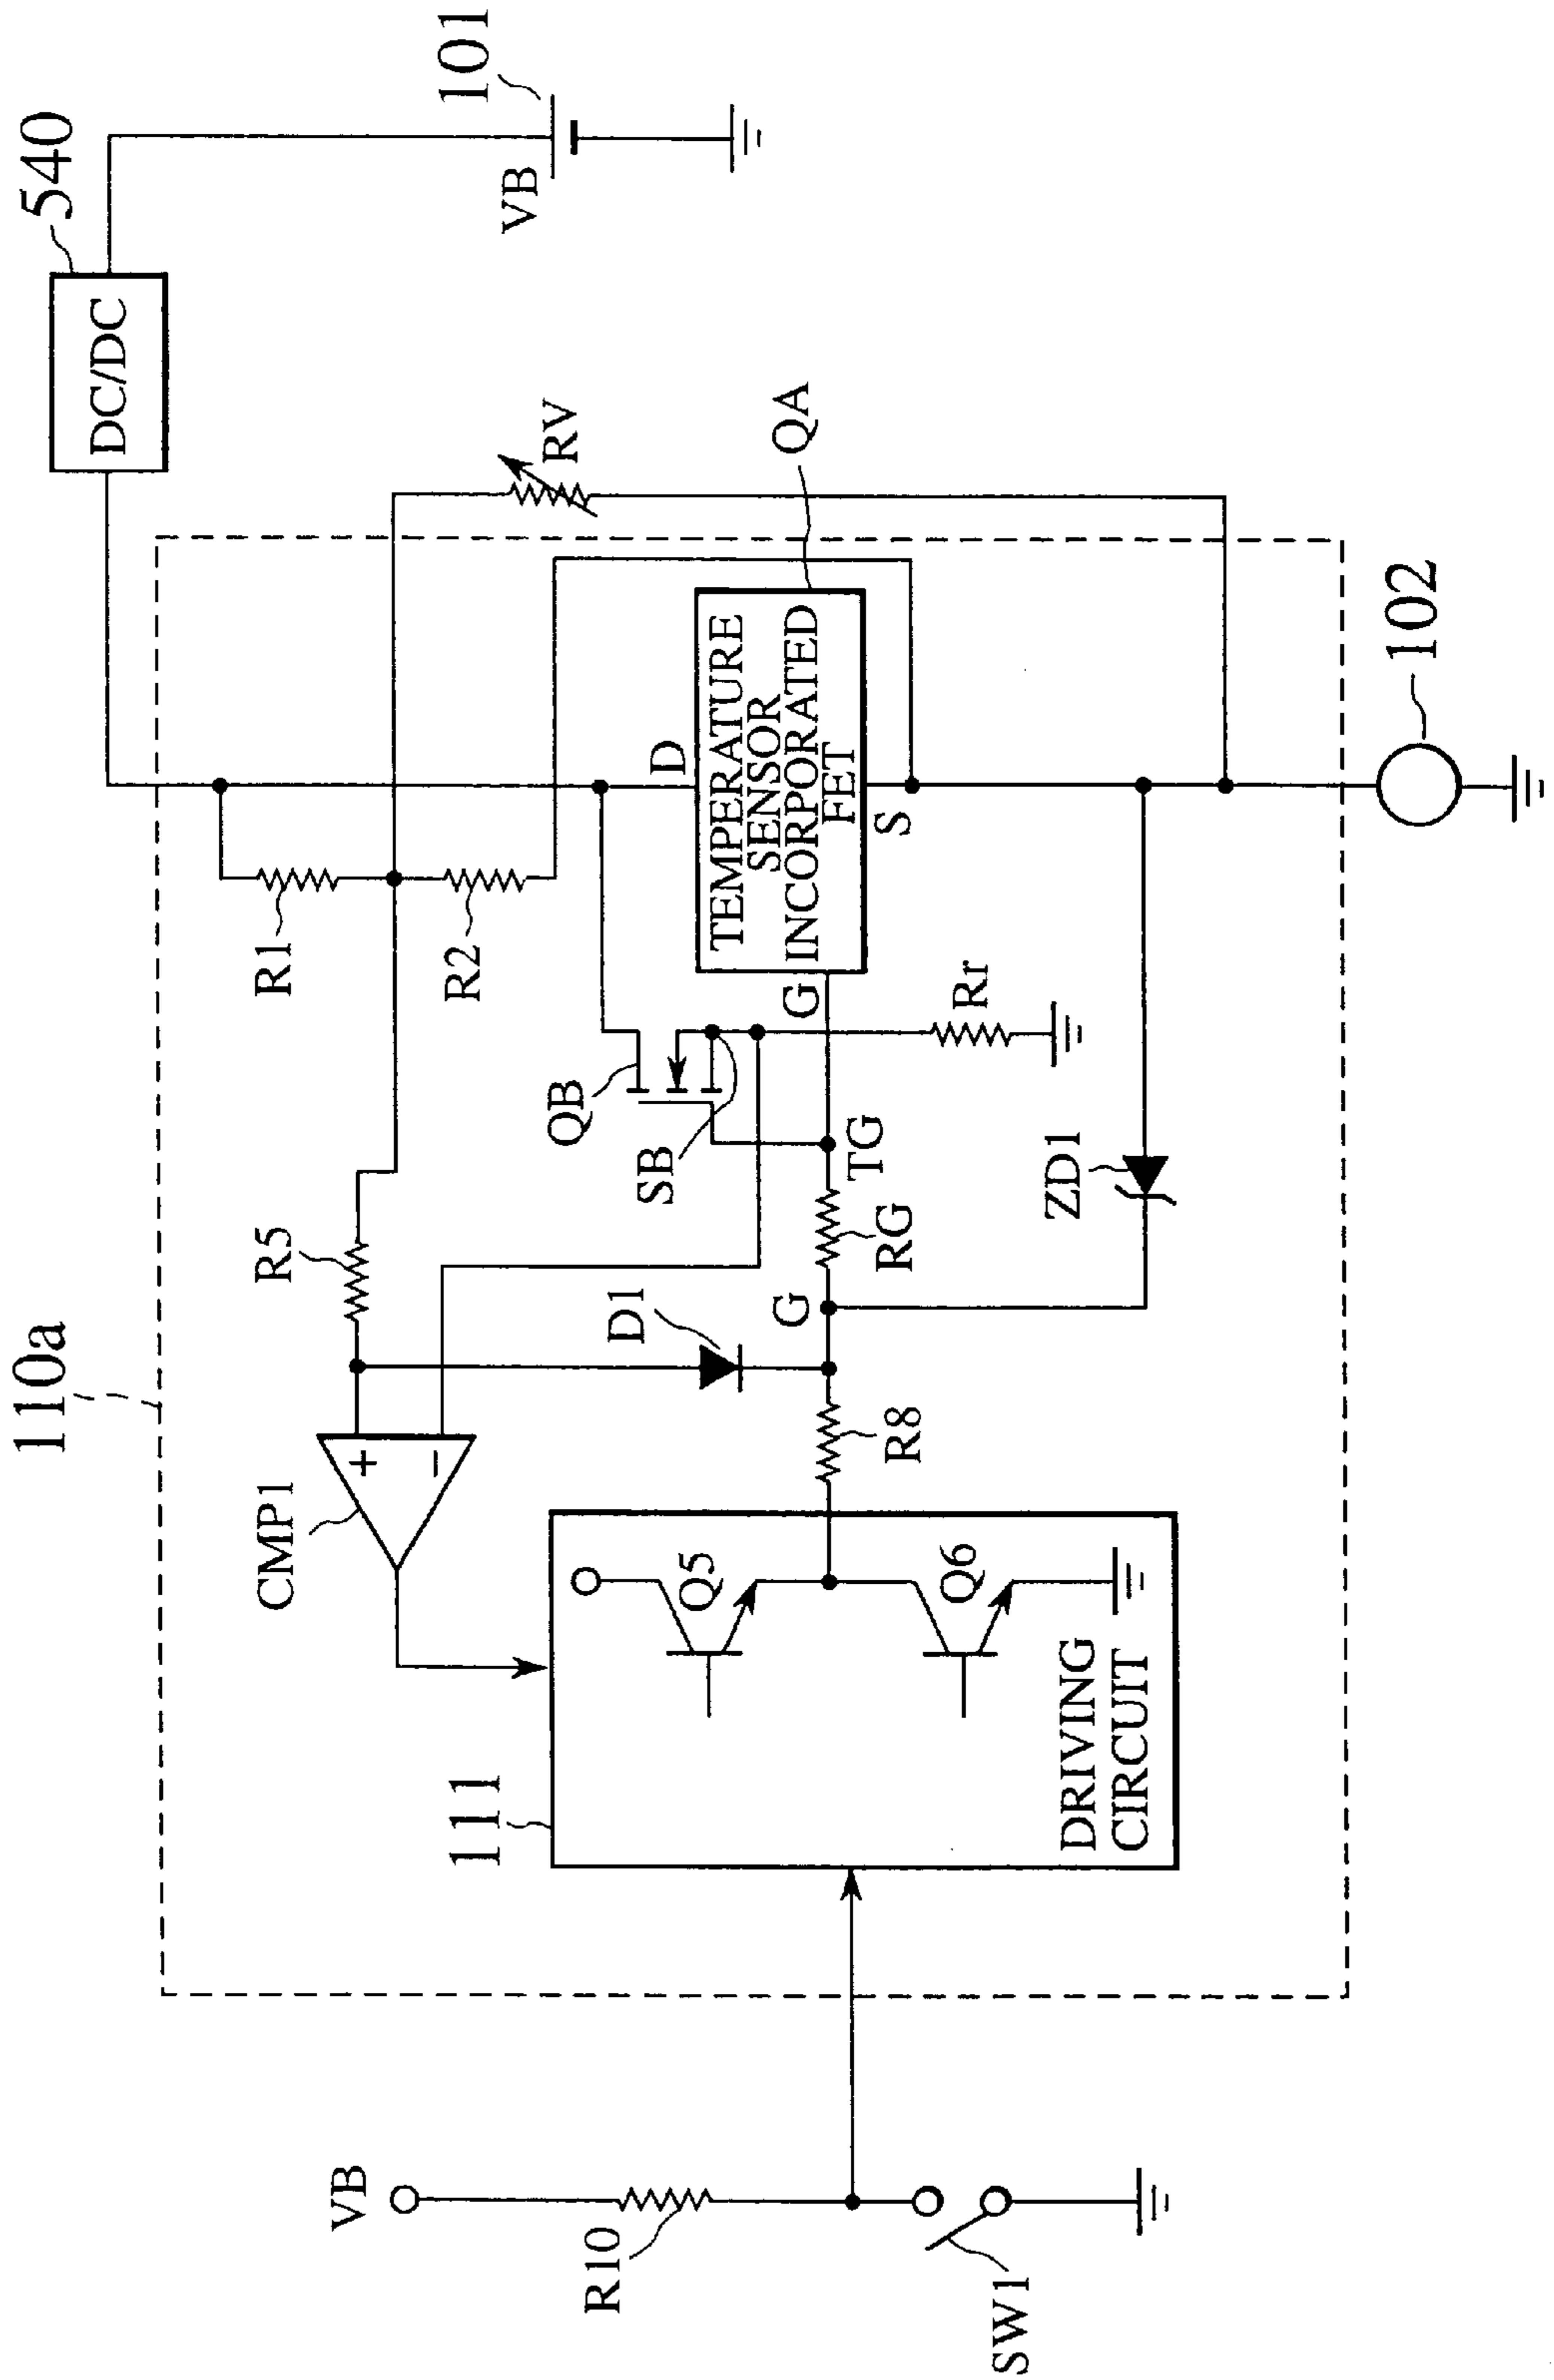 110a
540
DC/DC
101
VB
RV
QA
R1
R2
R5
CMP1
+
−
D1
QB
SB
D
TEMPERATURE
SENSOR
INCORPORATED
FET
G
S
Rr
TG
RG
G
R8
ZD1
102
111
Q5
Q6
DRIVING
CIRCUIT
VB
R10
SW1